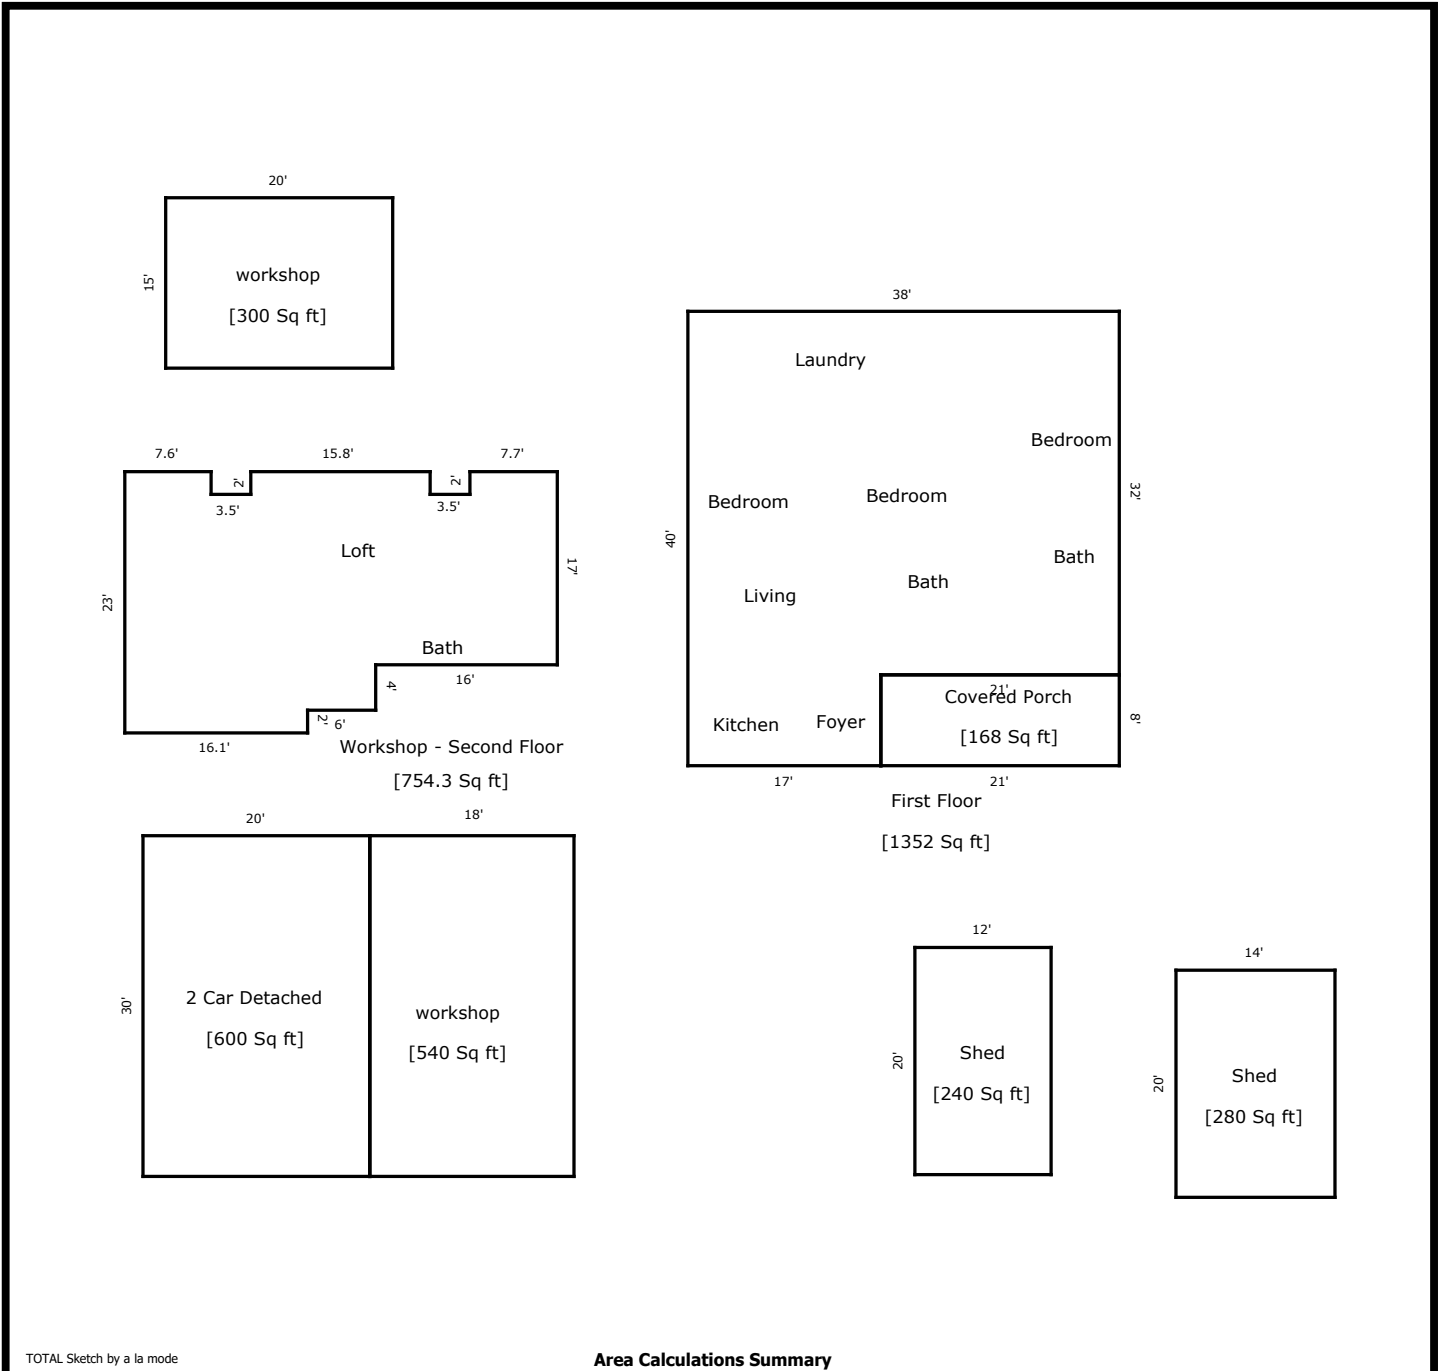 20'
15'
workshop
[300 Sq ft]
38'
Laundry
Bedroom
32'
Bedroom
Bedroom
40'
Bath
Bath
Living
21'
Covered Porch
8'
Kitchen
Foyer
[168 Sq ft]
17'
21'
First Floor
[1352 Sq ft]
7.6'
15.8'
7.7'
2'
2'
3.5'
3.5'
Loft
17'
23'
Bath
16'
4'
2'
6'
16.1'
Workshop - Second Floor
[754.3 Sq ft]
20'
18'
30'
2 Car Detached
[600 Sq ft]
workshop
[540 Sq ft]
12'
20'
Shed
[240 Sq ft]
14'
20'
Shed
[280 Sq ft]
TOTAL Sketch by a la mode
Area Calculations Summary